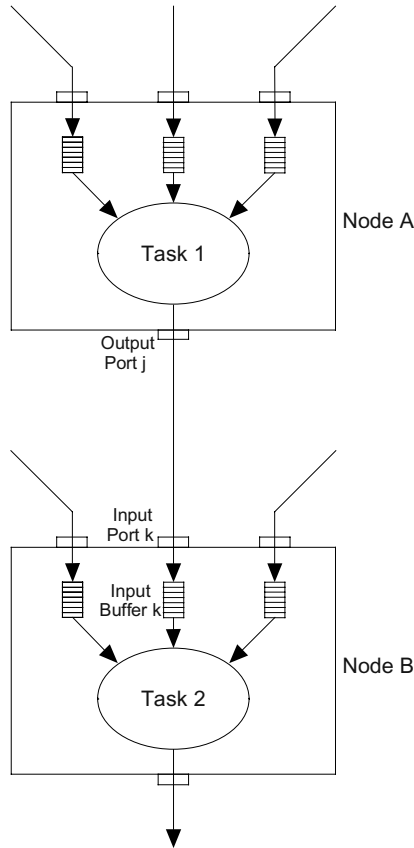 Node A
Task 1
Output
Port j
Input
Port k
Input
Buffer k
Node B
Task 2